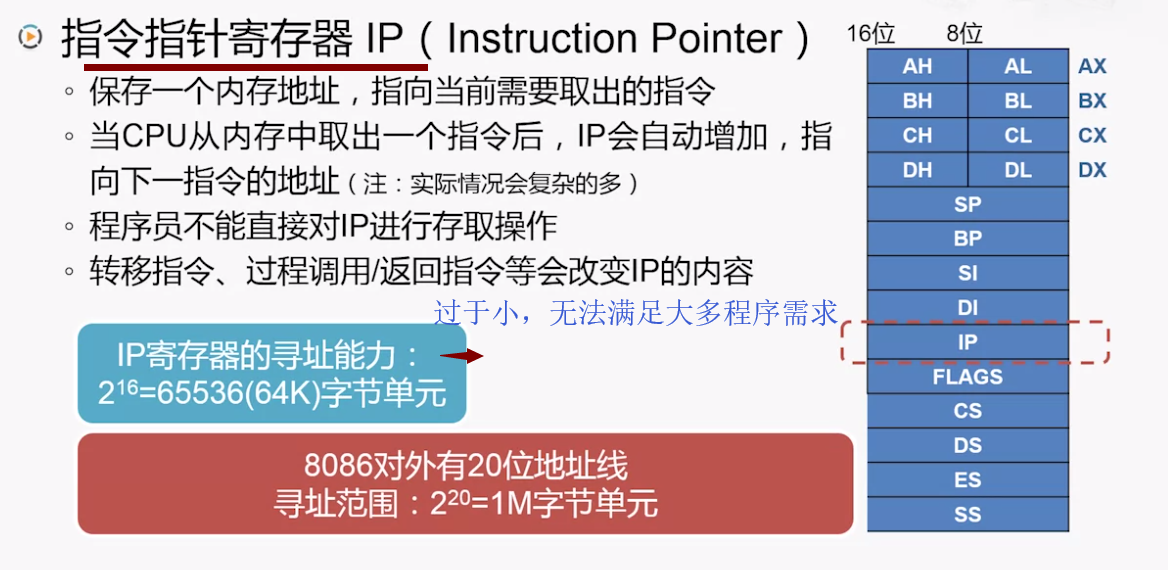 指令指针寄存器 IP（Instruction Pointer）
保存一个内存地址，指向当前需要取出的指令
当CPU从内存中取出一个指令后，IP会自动增加，指
向下一指令的地址（注：实际情况会复杂的多）
程序员不能直接对IP进行存取操作
转移指令、过程调用/返回指令等会改变IP的内容
过于小，无法满足大多程序需求
IP寄存器的寻址能力：
2¹⁶=65536(64K)字节单元
8086对外有20位地址线
寻址范围：2²⁰=1M字节单元
16位 8位
AH AL AX
BH BL BX
CH CL CX
DH DL DX
SP
BP
SI
DI
IP
FLAGS
CS
DS
ES
SS